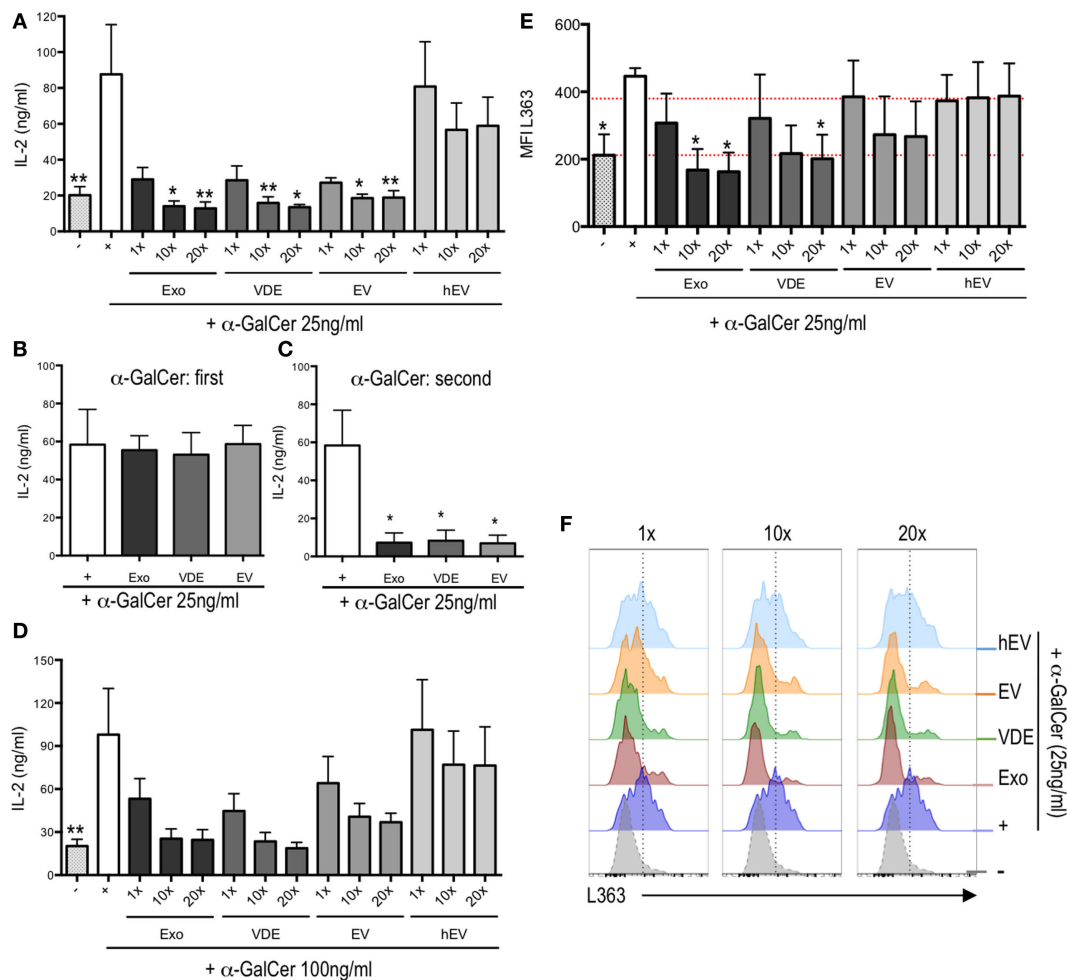 A
IL-2 (ng/ml)
120
100
80
60
40
20
0
** * ** ** * * **
- + 1x 10x 20x 1x 10x 20x 1x 10x 20x 1x 10x 20x
Exo VDE EV hEV
+ α-GalCer 25ng/ml
E
MFI L363
600
400
200
0
* * * *
- + 1x 10x 20x 1x 10x 20x 1x 10x 20x 1x 10x 20x
Exo VDE EV hEV
+ α-GalCer 25ng/ml
B
α-GalCer: first
IL-2 (ng/ml)
100
80
60
40
20
0
+ Exo VDE EV
+ α-GalCer 25ng/ml
C
α-GalCer: second
IL-2 (ng/ml)
100
80
60
40
20
0
* * *
+ Exo VDE EV
+ α-GalCer 25ng/ml
D
IL-2 (ng/ml)
150
120
90
60
30
0
**
- + 1x 10x 20x 1x 10x 20x 1x 10x 20x 1x 10x 20x
Exo VDE EV hEV
+ α-GalCer 100ng/ml
F
1x 10x 20x
hEV
EV
VDE
Exo
+
-
+ α-GalCer (25ng/ml)
L363